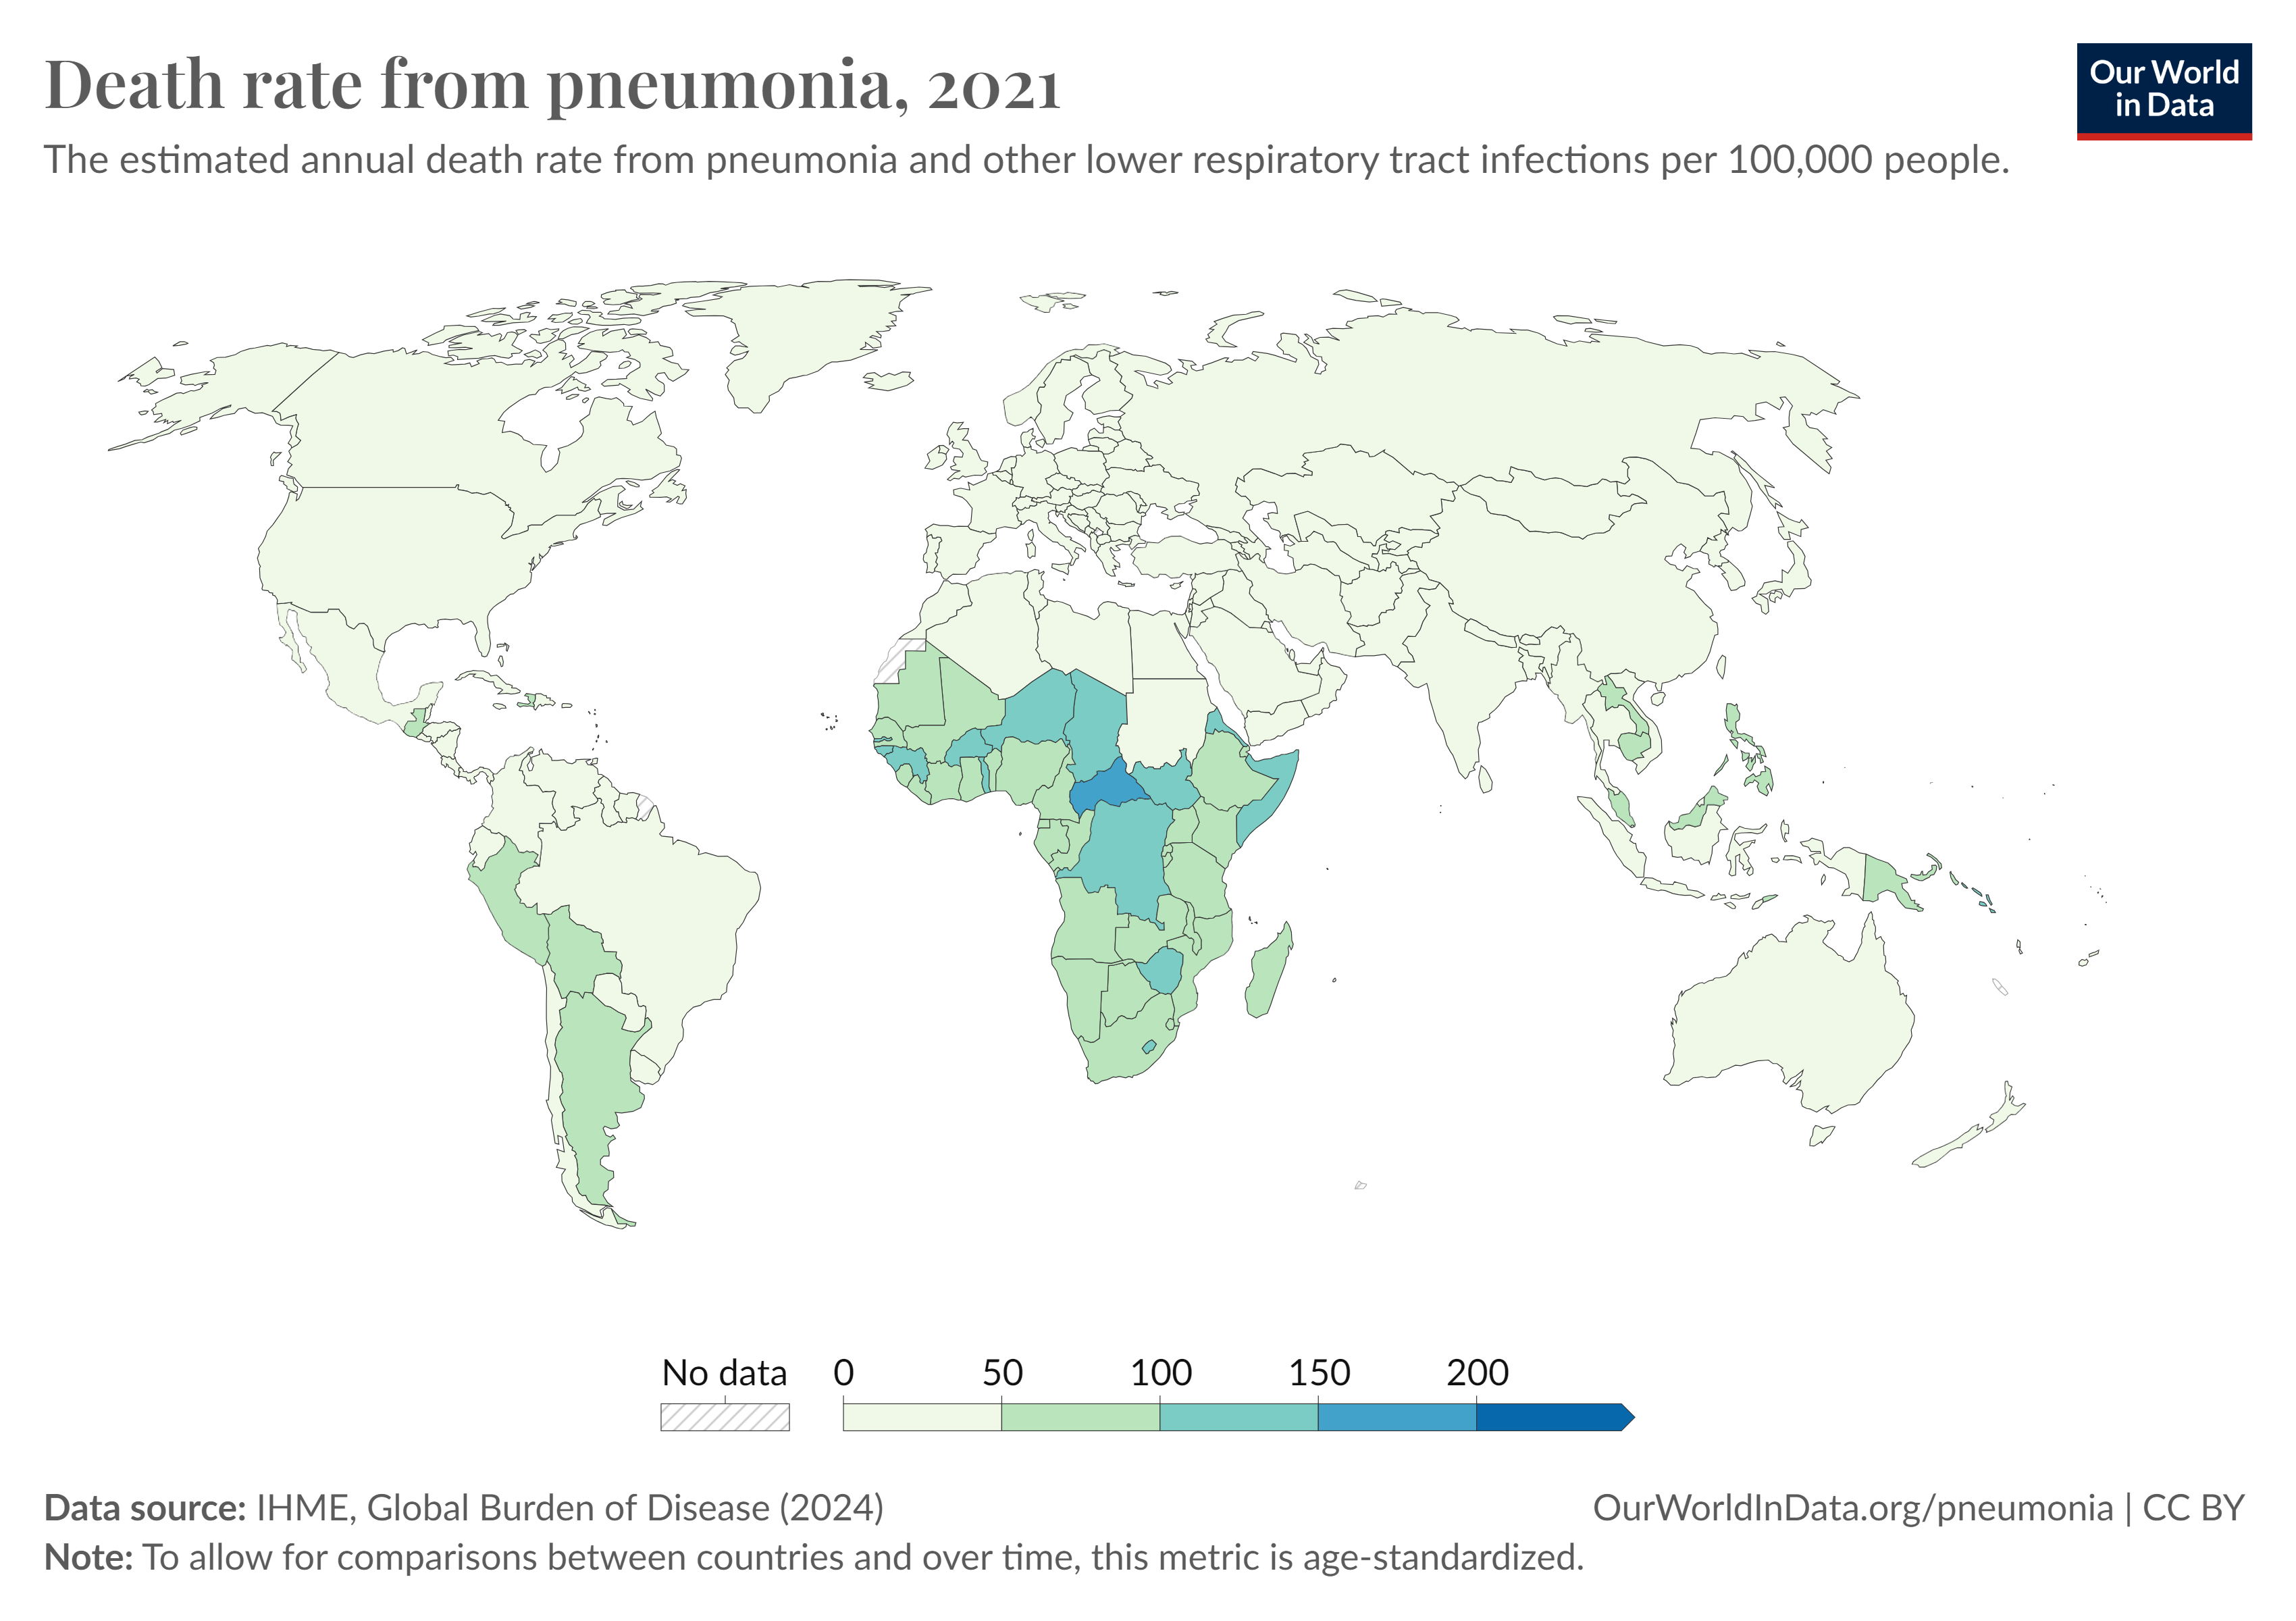 Death rate from pneumonia, 2021
Our World
in Data
The estimated annual death rate from pneumonia and other lower respiratory tract infections per 100,000 people.
No data 0 50 100 150 200
Data source: IHME, Global Burden of Disease (2024)
OurWorldInData.org/pneumonia | CC BY
Note: To allow for comparisons between countries and over time, this metric is age-standardized.